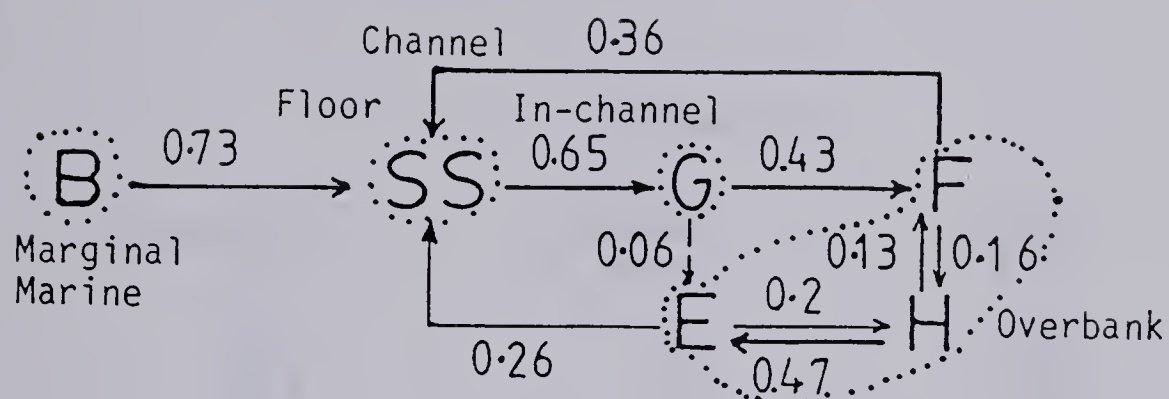 Channel 0·36
Floor In-channel
B 0·73 SS 0·65 G 0·43 F
Marginal
Marine
0·06 0·13 0·16
E 0·2 H Overbank
0·26 0·47